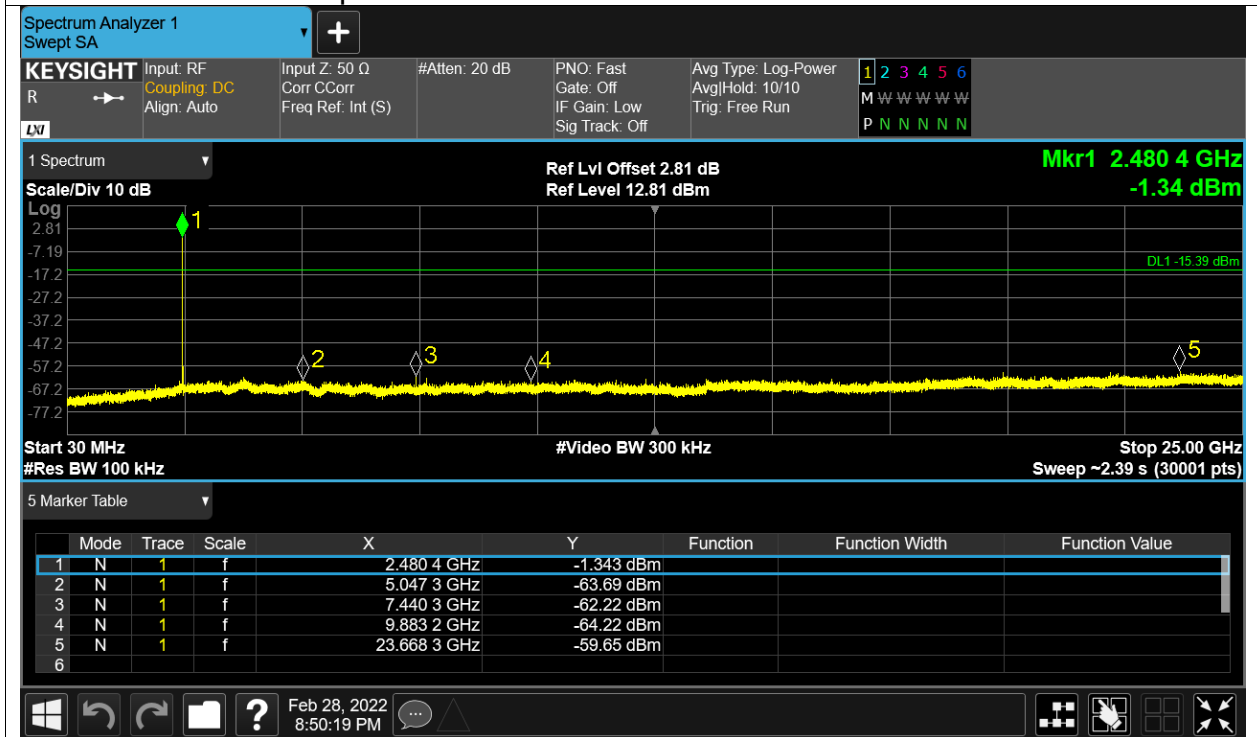 Spectrum Analyzer 1
Swept SA
+
KEYSIGHT Input: RF Input Z: 50 Ω #Atten: 20 dB PNO: Fast Avg Type: Log-Power 1 2 3 4 5 6
R Coupling: DC Corr CCorr Gate: Off Avg|Hold: 10/10 M W W W W W
Align: Auto Freq Ref: Int (S) IF Gain: Low Trig: Free Run
LXI Sig Track: Off P N N N N N
1 Spectrum Ref Lvl Offset 2.81 dB Mkr1 2.480 4 GHz
Scale/Div 10 dB Ref Level 12.81 dBm -1.34 dBm
Log
1
2.81
-7.19
DL1 -15.39 dBm
-17.2
-27.2
-37.2
-47.2
2 3 4 5
-57.2
-67.2
-77.2
Start 30 MHz #Video BW 300 kHz Stop 25.00 GHz
#Res BW 100 kHz Sweep ~2.39 s (30001 pts)
5 Marker Table
Mode Trace Scale X Y Function Function Width Function Value
1 N 1 f 2.480 4 GHz -1.343 dBm
2 N 1 f 5.047 3 GHz -63.69 dBm
3 N 1 f 7.440 3 GHz -62.22 dBm
4 N 1 f 9.883 2 GHz -64.22 dBm
5 N 1 f 23.668 3 GHz -59.65 dBm
6
? Feb 28, 2022
8:50:19 PM